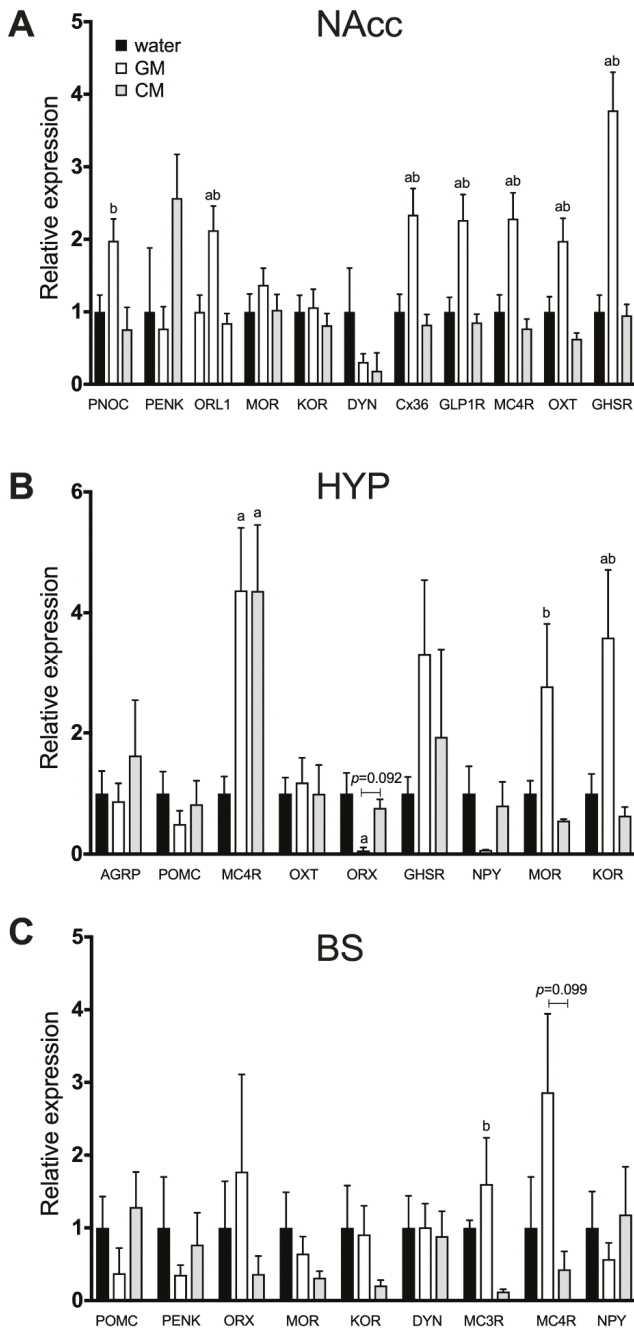 A
NAcc
water
GM
CM
Relative expression
5
4
3
2
1
0
b
ab
ab
ab
ab
ab
ab
PNOC PENK ORL1 MOR KOR DYN Cx36 GLP1R MC4R OXT GHSR
B
HYP
Relative expression
6
4
2
0
a a
p=0.092
a
b
ab
AGRP POMC MC4R OXT ORX GHSR NPY MOR KOR
C
BS
Relative expression
5
4
3
2
1
0
b
p=0.099
POMC PENK ORX MOR KOR DYN MC3R MC4R NPY